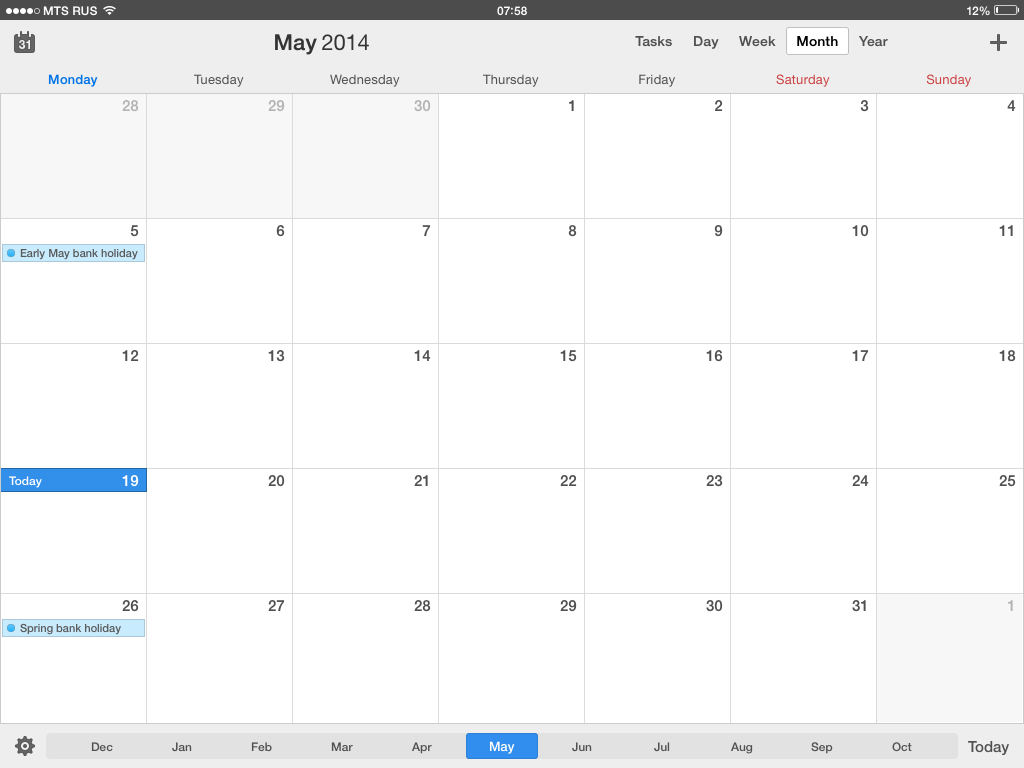 MTS RUS 07:58 12%
31 May 2014 Tasks Day Week Month Year
Monday Tuesday Wednesday Thursday Friday Saturday Sunday
28 29 30 1 2 3 4
5 6 7 8 9 10 11
Early May bank holiday
12 13 14 15 16 17 18
Today 19 20 21 22 23 24 25
26 27 28 29 30 31 1
Spring bank holiday
Dec Jan Feb Mar Apr May Jun Jul Aug Sep Oct Today